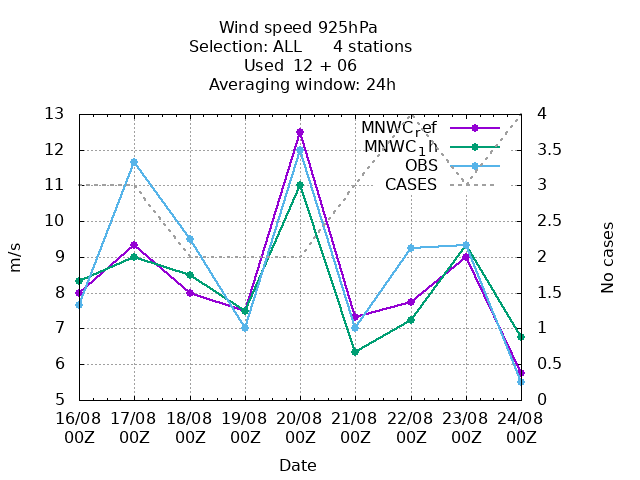 Wind speed 925hPa
Selection: ALL 4 stations
Used 12 + 06
Averaging window: 24h
13 4
MNWC_ref
MNWC_1h
12 3.5
OBS
11 CASES 3
10 2.5
9 2
8 1.5
7 1
6 0.5
5 0
m/s
No cases
16/08 17/08 18/08 19/08 20/08 21/08 22/08 23/08 24/08
00Z 00Z 00Z 00Z 00Z 00Z 00Z 00Z 00Z
Date